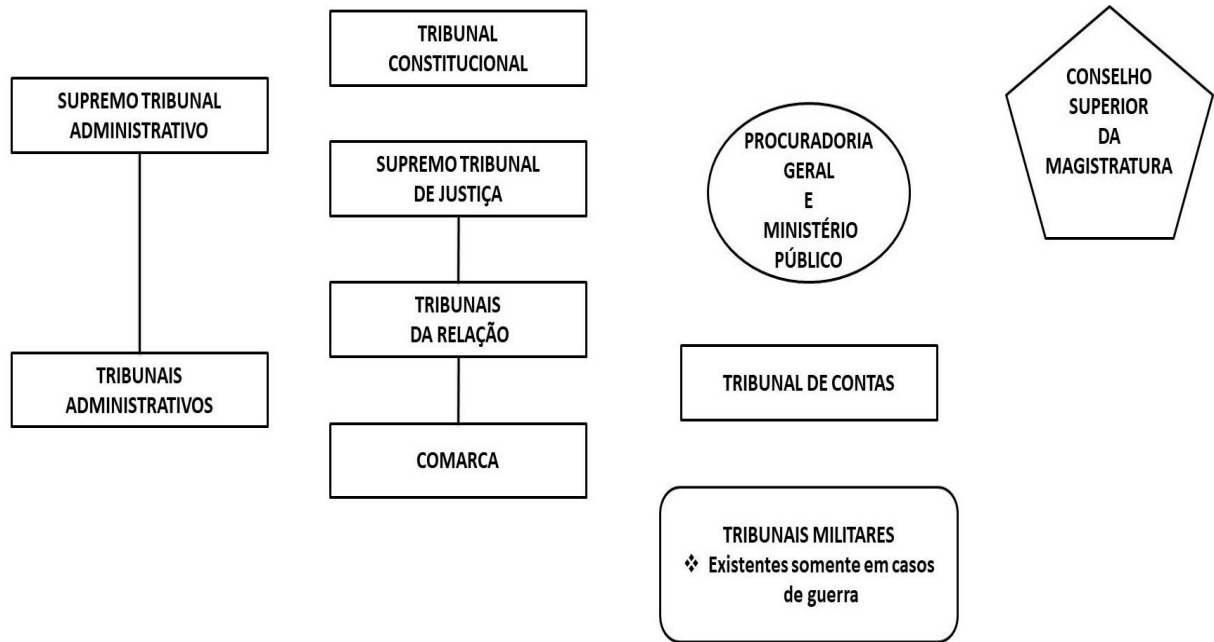 TRIBUNAL
CONSTITUCIONAL
SUPREMO TRIBUNAL
ADMINISTRATIVO
SUPREMO TRIBUNAL
DE JUSTIÇA
PROCURADORIA
GERAL
E
MINISTÉRIO
PÚBLICO
CONSELHO
SUPERIOR
DA
MAGISTRATURA
TRIBUNAIS
DA RELAÇÃO
TRIBUNAIS
ADMINISTRATIVOS
TRIBUNAL DE CONTAS
COMARCA
TRIBUNAIS MILITARES
❖ Existentes somente em casos
de guerra